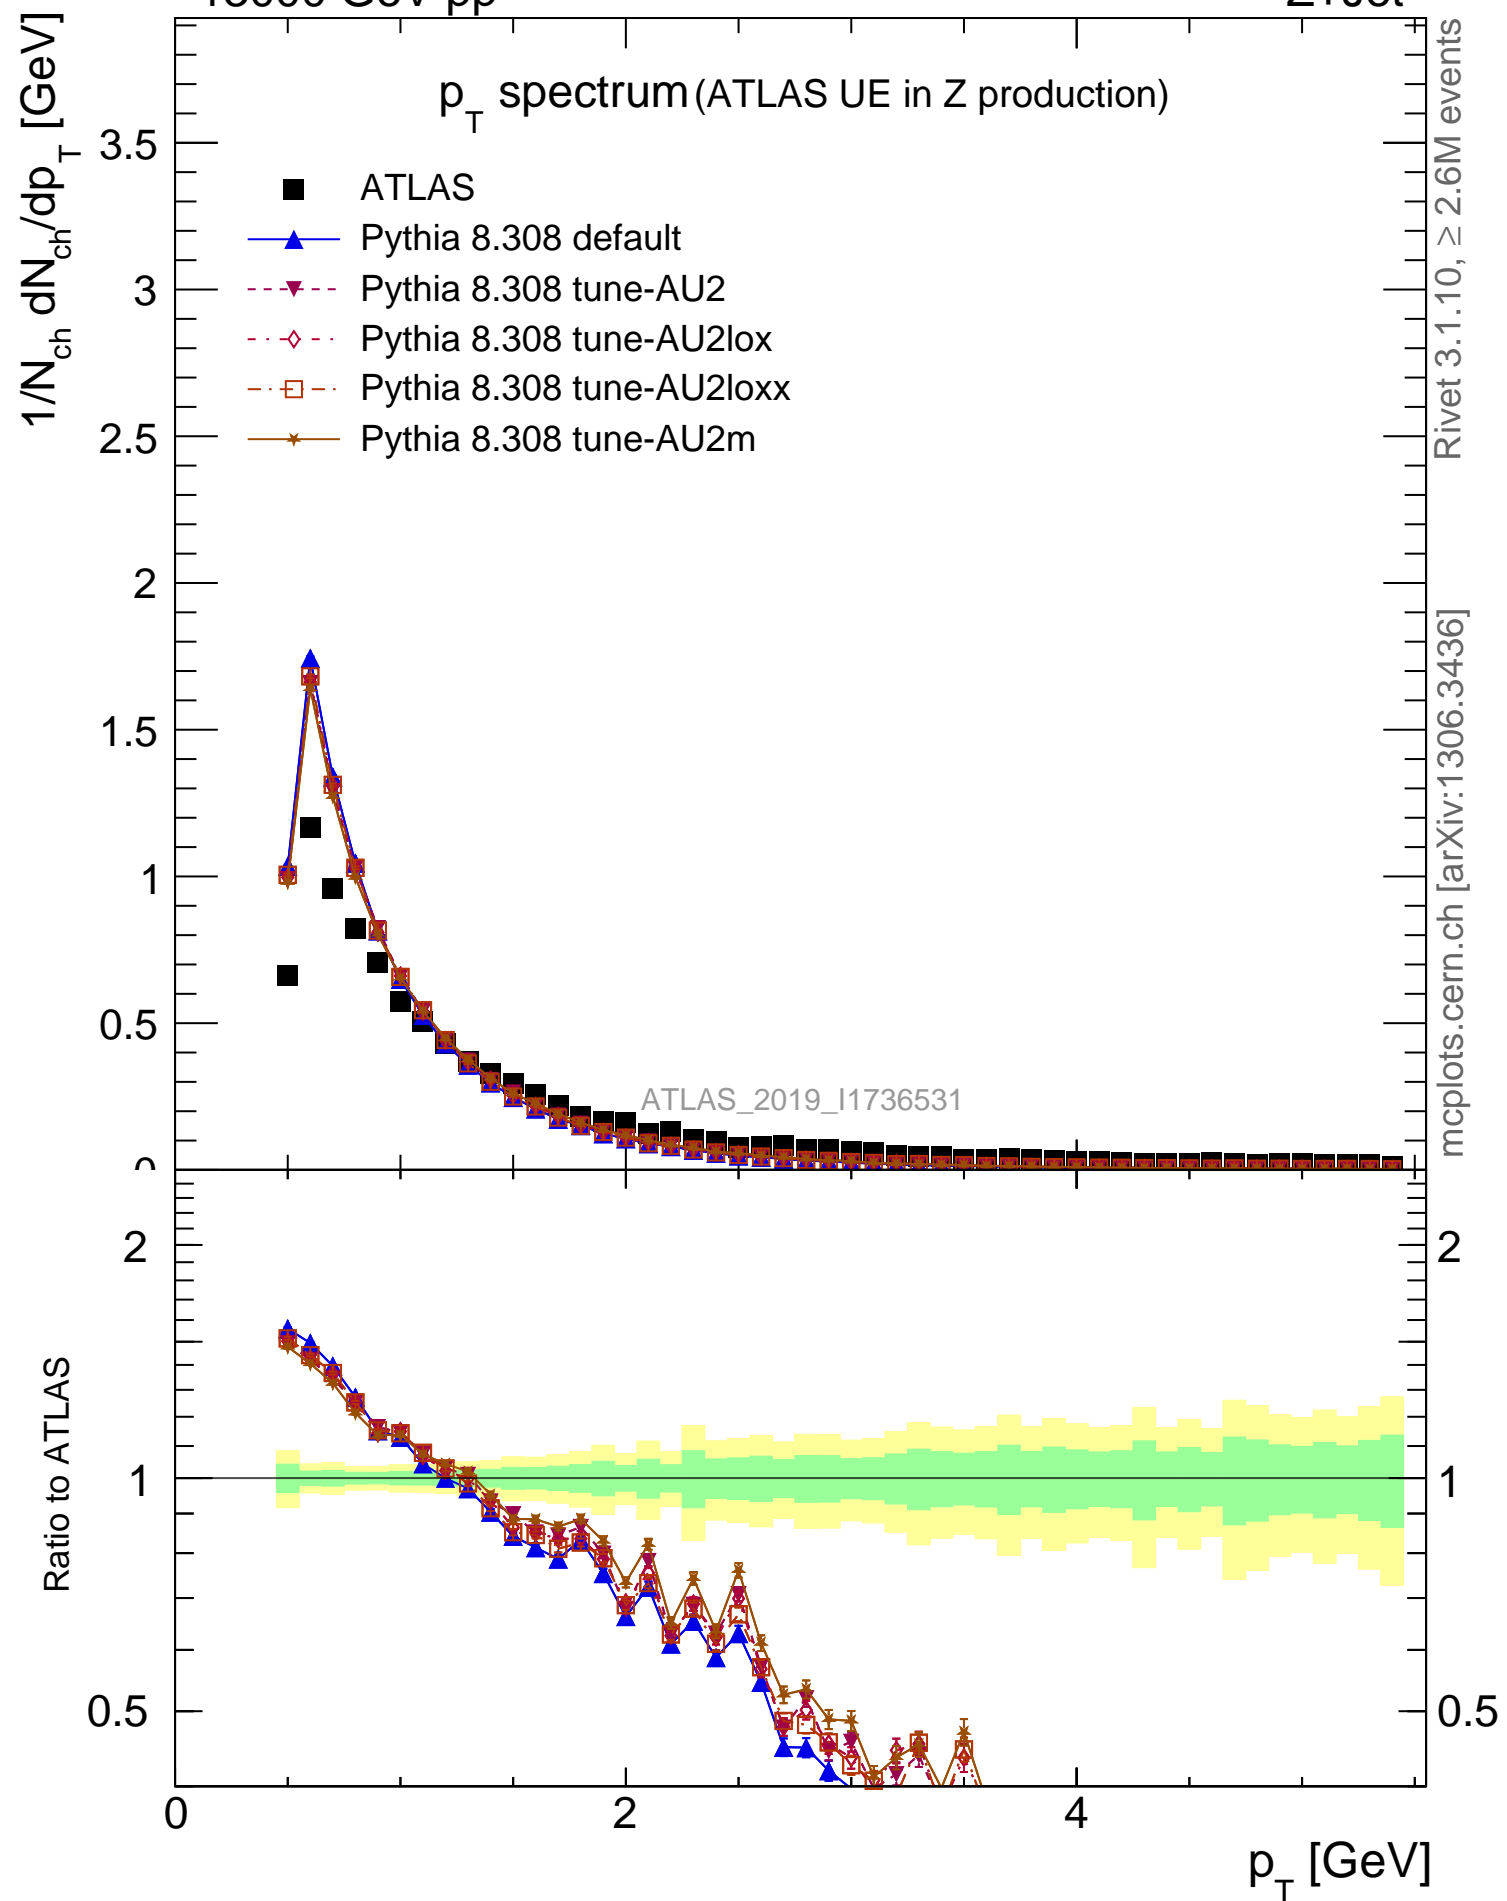 p_T spectrum (ATLAS UE in Z production)
ATLAS
Pythia 8.308 default
Pythia 8.308 tune-AU2
Pythia 8.308 tune-AU2lox
Pythia 8.308 tune-AU2loxx
Pythia 8.308 tune-AU2m
1/N_ch dN_ch/dp_T [GeV]
3.5
3
2.5
2
1.5
1
0.5
0
ATLAS_2019_I1736531
Rivet 3.1.10, ≥ 2.6M events
mcplots.cern.ch [arXiv:1306.3436]
Ratio to ATLAS
2
1
0.5
2
1
0.5
0
2
4
p_T [GeV]